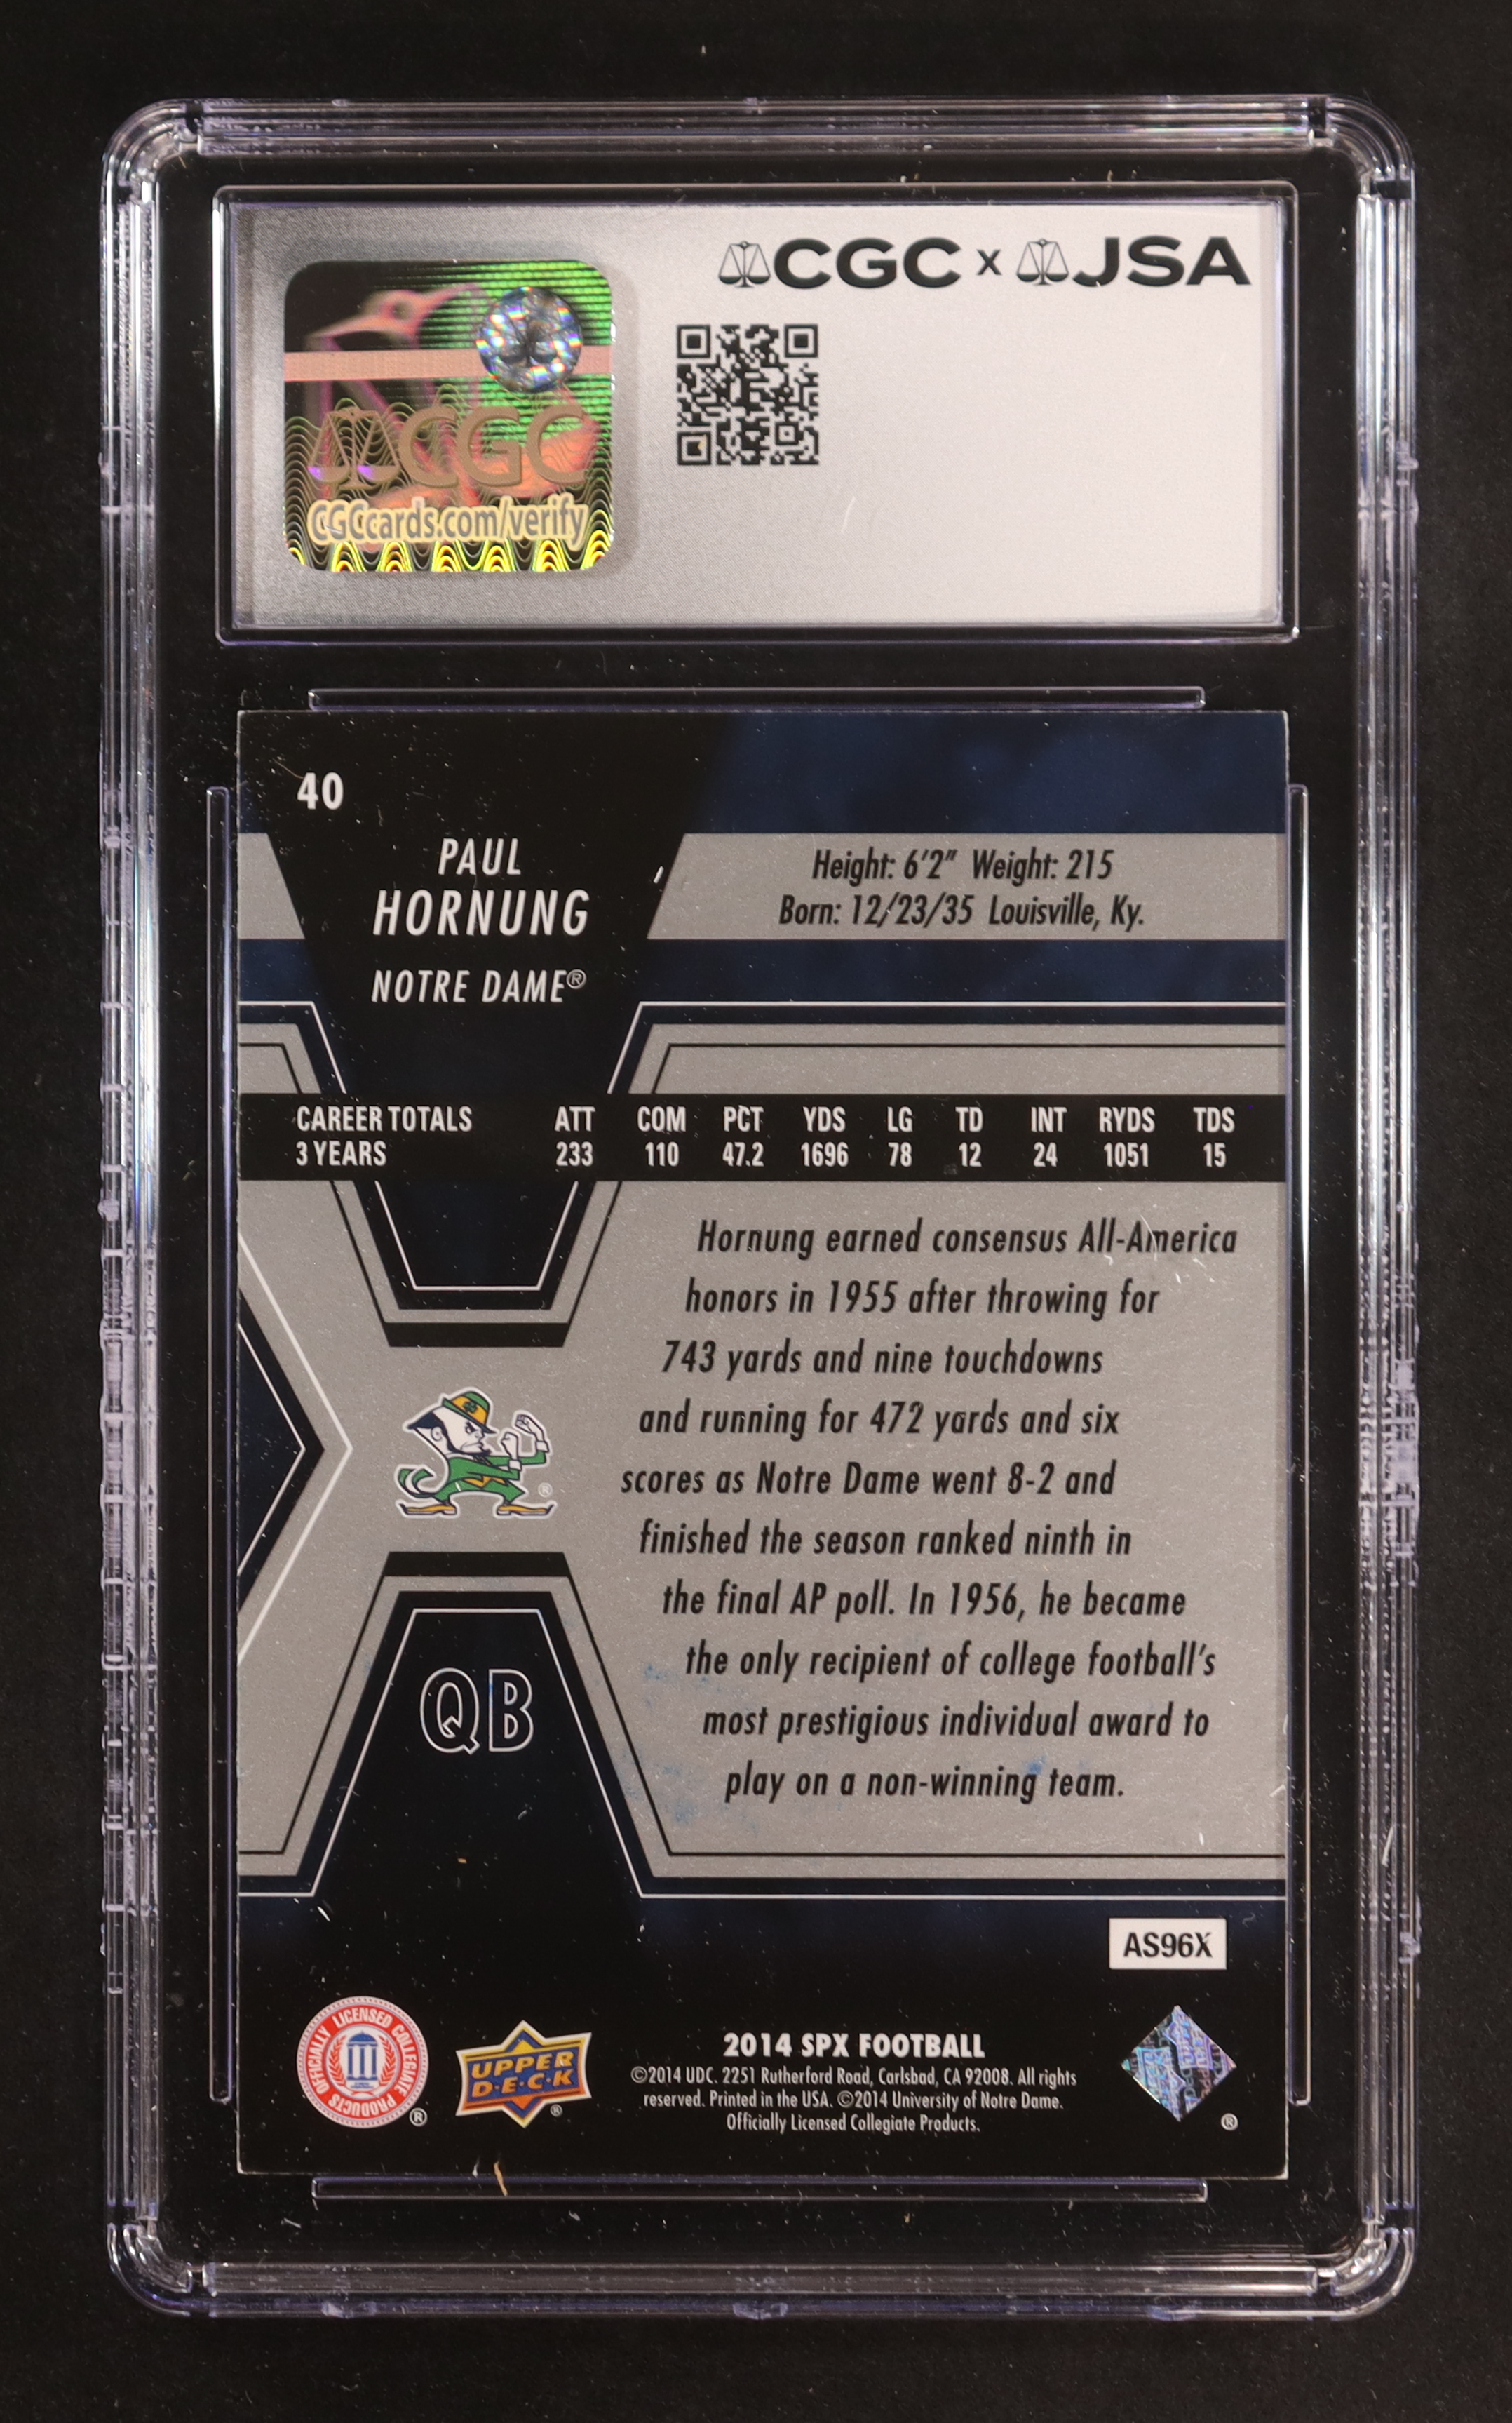 CGC x JSA
CGC
CGCcards.com/verify
40
PAUL
HORNUNG
NOTRE DAME®
Height: 6'2" Weight: 215
Born: 12/23/35 Louisville, Ky.
CAREER TOTALS ATT COM PCT YDS LG TD INT RYDS TDS
3 YEARS 233 110 47.2 1696 78 12 24 1051 15
Hornung earned consensus All-America
honors in 1955 after throwing for
743 yards and nine touchdowns
and running for 472 yards and six
scores as Notre Dame went 8-2 and
finished the season ranked ninth in
the final AP poll. In 1956, he became
the only recipient of college football's
most prestigious individual award to
play on a non-winning team.
®
QB
AS96X
OFFICIALLY LICENSED COLLEGIATE PRODUCTS
®
UPPER
D·E·C·K
®
2014 SPX FOOTBALL
©2014 UDC. 2251 Rutherford Road, Carlsbad, CA 92008. All rights
reserved. Printed in the USA. ©2014 University of Notre Dame.
Officially Licensed Collegiate Products.
®